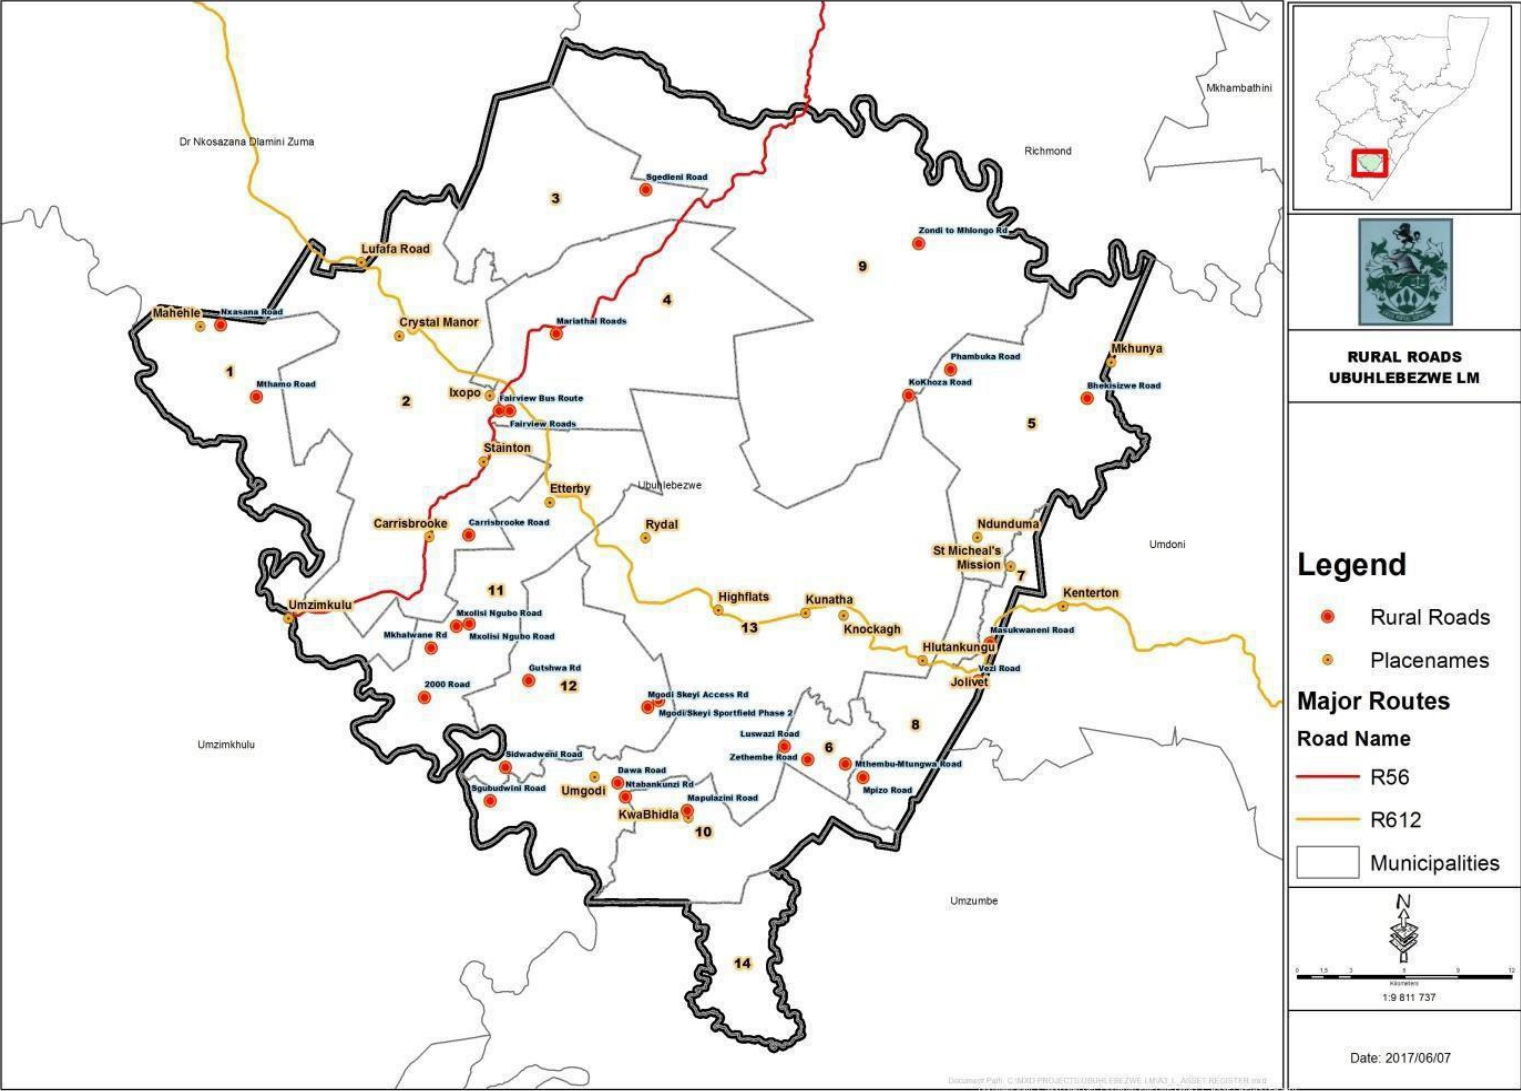 Mkhambathini
Dr Nkosazana Dlamini Zuma
Richmond
Sgedleni Road
3
Zondi to Mhlongo Rd
Lufafa Road
9
4
Mahehle
Nxasana Road
Crystal Manor
Mariathal Roads
Mkhunya
Phambuka Road
1
Mthamo Road
KoKhoza Road
Bhekisizwe Road
Ixopo
2
Fairview Bus Route
Fairview Roads
5
Stainton
Etterby
Ubuhlebezwe
Carrisbrooke
Carrisbrooke Road
Rydal
Ndunduma
St Micheal's
Mission
Umdoni
7
11
Umzimkulu
Highflats
Kunatha
Kenterton
Mxolisi Ngubo Road
Mkhalwane Rd
Mxolisi Ngubo Road
13
Knockagh
Masukwaneni Road
Hlutankungu
Gutshwa Rd
Vezi Road
2000 Road
12
Jolivet
Mgodi Skeyi Access Rd
Mgodi/Skeyi Sportfield Phase 2
8
Umzimkhulu
Luswazi Road
6
Sidwadweni Road
Zethembe Road
Mthembu-Mtungwa Road
Dawa Road
Sgubudwini Road
Umgodi
Ntabankunzi Rd
Mpizo Road
Mapulazini Road
KwaBhidla
10
Umzumbe
14
RURAL ROADS
UBUHLEBEZWE LM
Legend
Rural Roads
Placenames
Major Routes
Road Name
R56
R612
Municipalities
N
0 1,5 3 6 9 12
Kilometers
1:9 811 737
Date: 2017/06/07